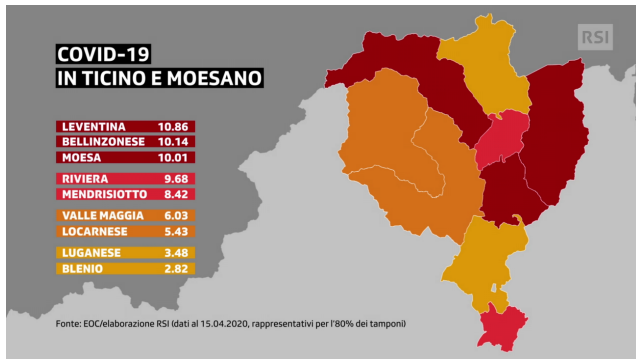 RSI
COVID-19
IN TICINO E MOESANO
LEVENTINA 10.86
BELLINZONESE 10.14
MOESA 10.01
RIVIERA 9.68
MENDRISIOTTO 8.42
VALLE MAGGIA 6.03
LOCARNESE 5.43
LUGANESE 3.48
BLENIO 2.82
Fonte: EOC/elaborazione RSI (dati al 15.04.2020, rappresentativi per l'80% dei tamponi)